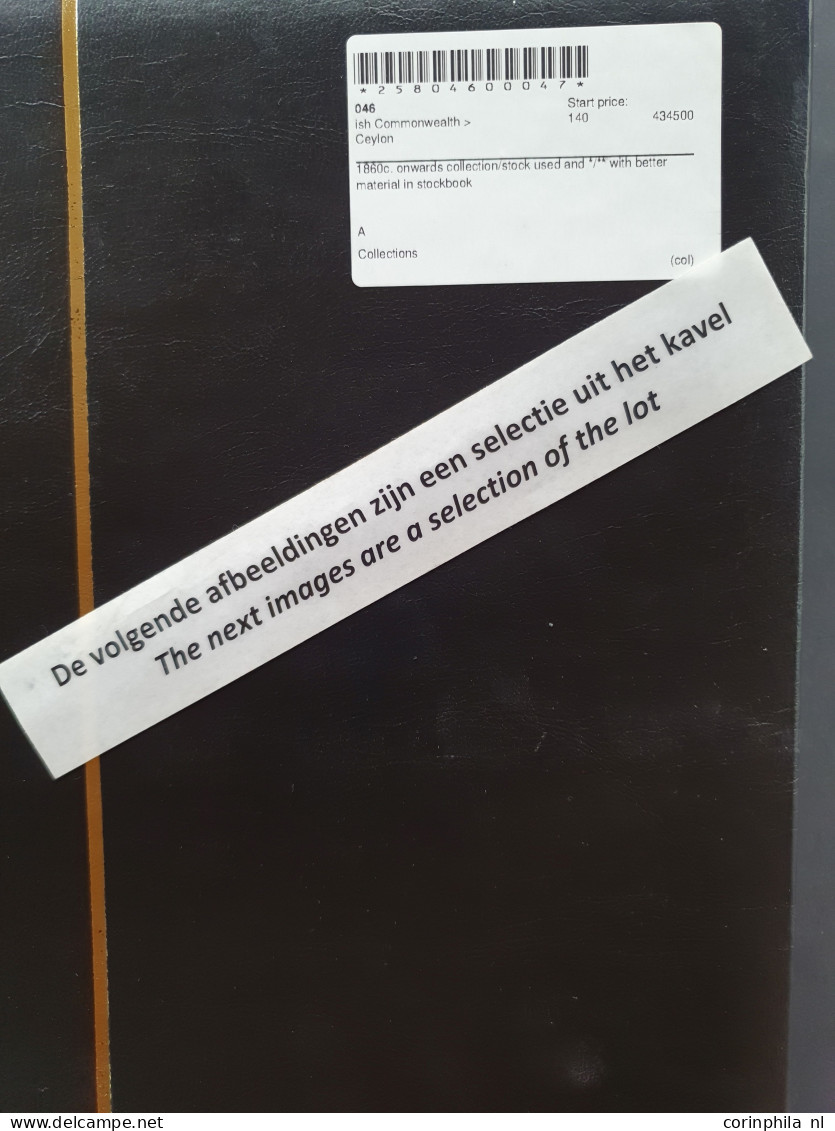 *25804600047*
046
Start price:
ish Commonwealth >
140
434500
Ceylon
1860c. onwards collection/stock used and */** with better
material in stockbook
A
Collections
(col)
De volgende afbeeldingen zijn een selectie uit het kavel
The next images are a selection of the lot
www.delcampe.net
corinphila nl